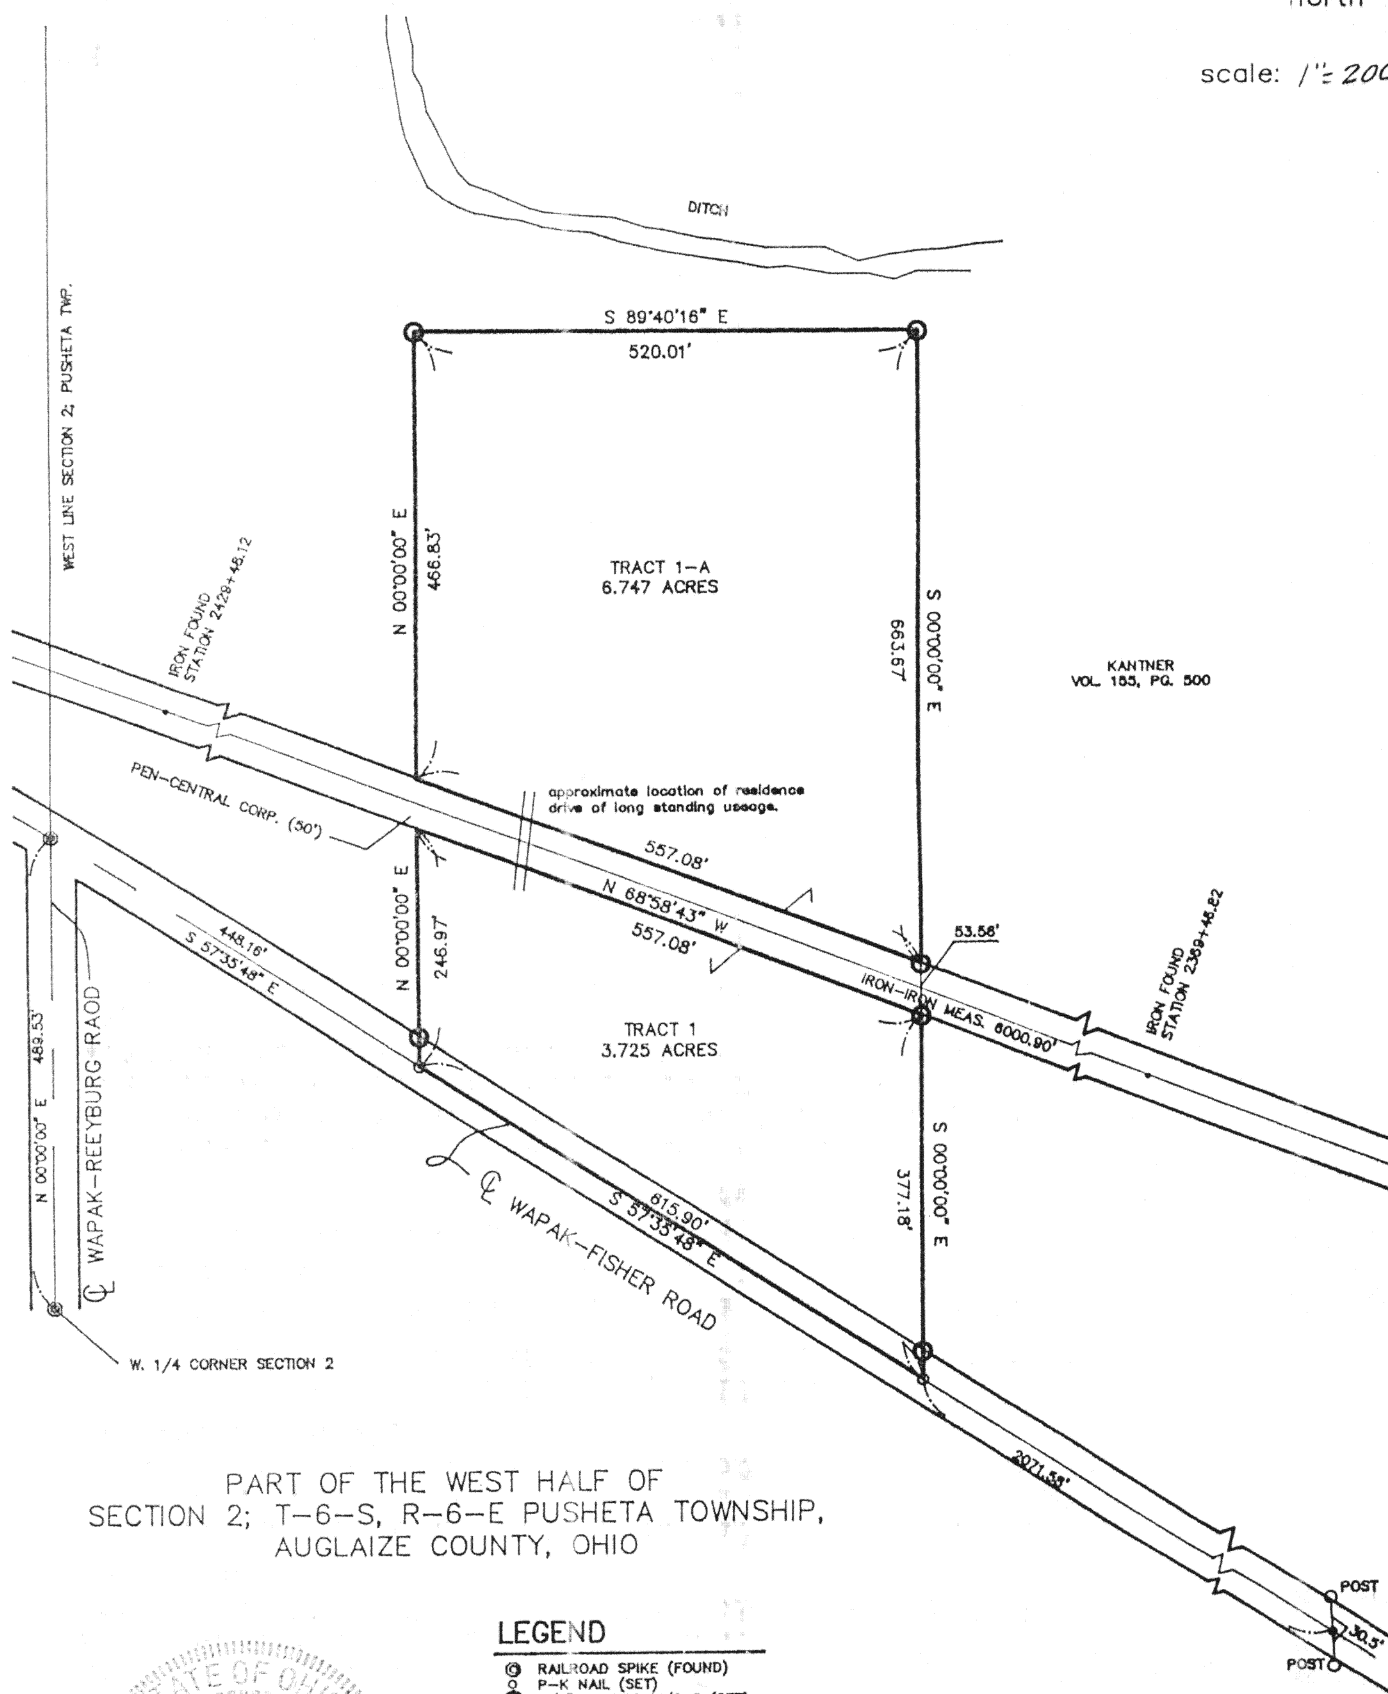 scale: 1"=200
DITCH
S 89°40'16" E
520.01'
WEST LINE SECTION 2; PUSHETA TWP.
N 00°00'00" E
466.83'
TRACT 1-A
6.747 ACRES
S 00°00'00" E
663.67'
IRON FOUND
STATION 2429+48.12
KANTNER
VOL. 155, PG. 500
PEN-CENTRAL CORP. (50')
approximate location of residence
drive of long standing useage.
557.08'
N 68°58'43" W
557.08'
53.56'
IRON-IRON MEAS. 6000.90'
IRON FOUND
STATION 2369+48.82
N 00°00'00" E
246.97'
448.16'
S 57°35'48" E
TRACT 1
3.725 ACRES
N 00°00'00" E 489.53'
℄ WAPAK-REEYBURG RAOD
S 00°00'00" E
377.18'
615.90'
S 57°35'48" E
℄ WAPAK-FISHER ROAD
W. 1/4 CORNER SECTION 2
2071.58'
PART OF THE WEST HALF OF
SECTION 2; T-6-S, R-6-E PUSHETA TOWNSHIP,
AUGLAIZE COUNTY, OHIO
POST
30.5'
POST
LEGEND
RAILROAD SPIKE (FOUND)
P-K NAIL (SET)